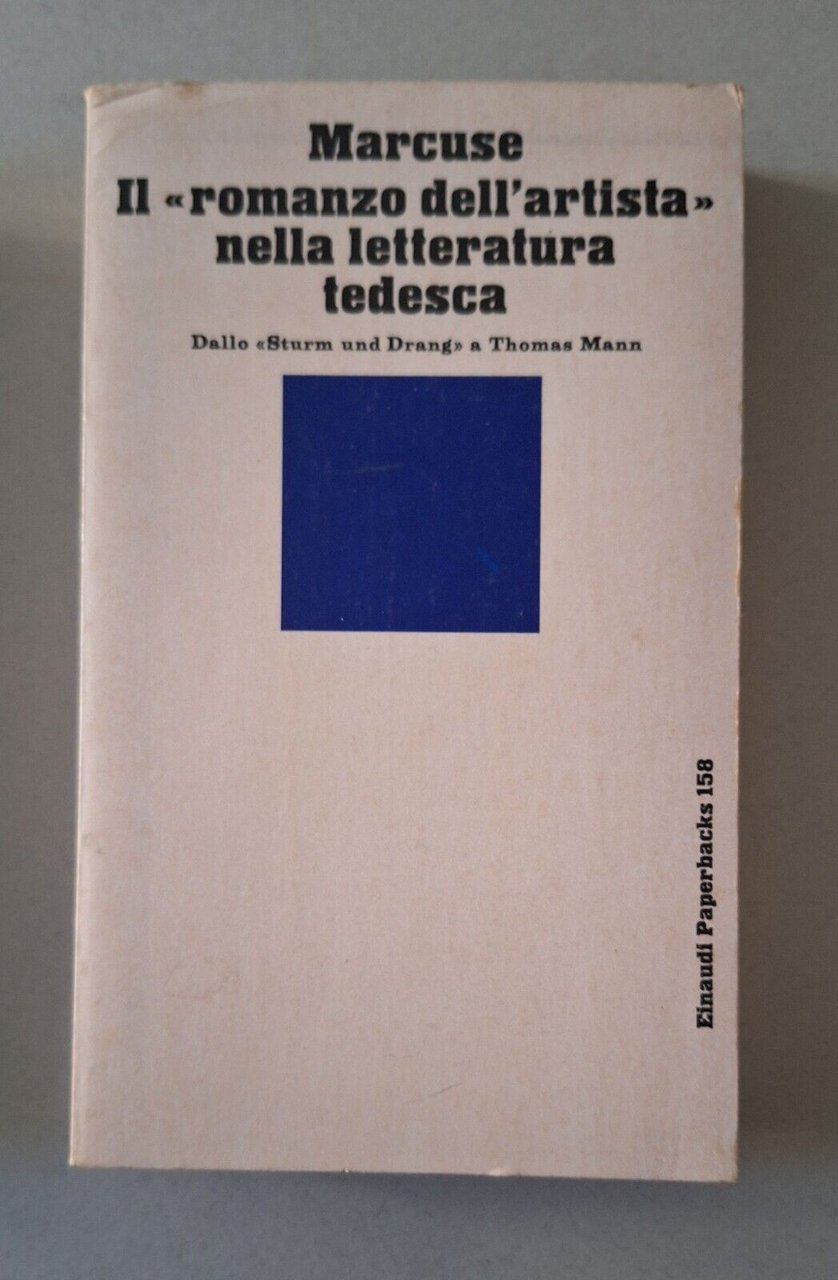 Marcuse
Il «romanzo dell'artista»
nella letteratura
tedesca
Dallo «Sturm und Drang» a Thomas Mann
Einaudi Paperbacks 158